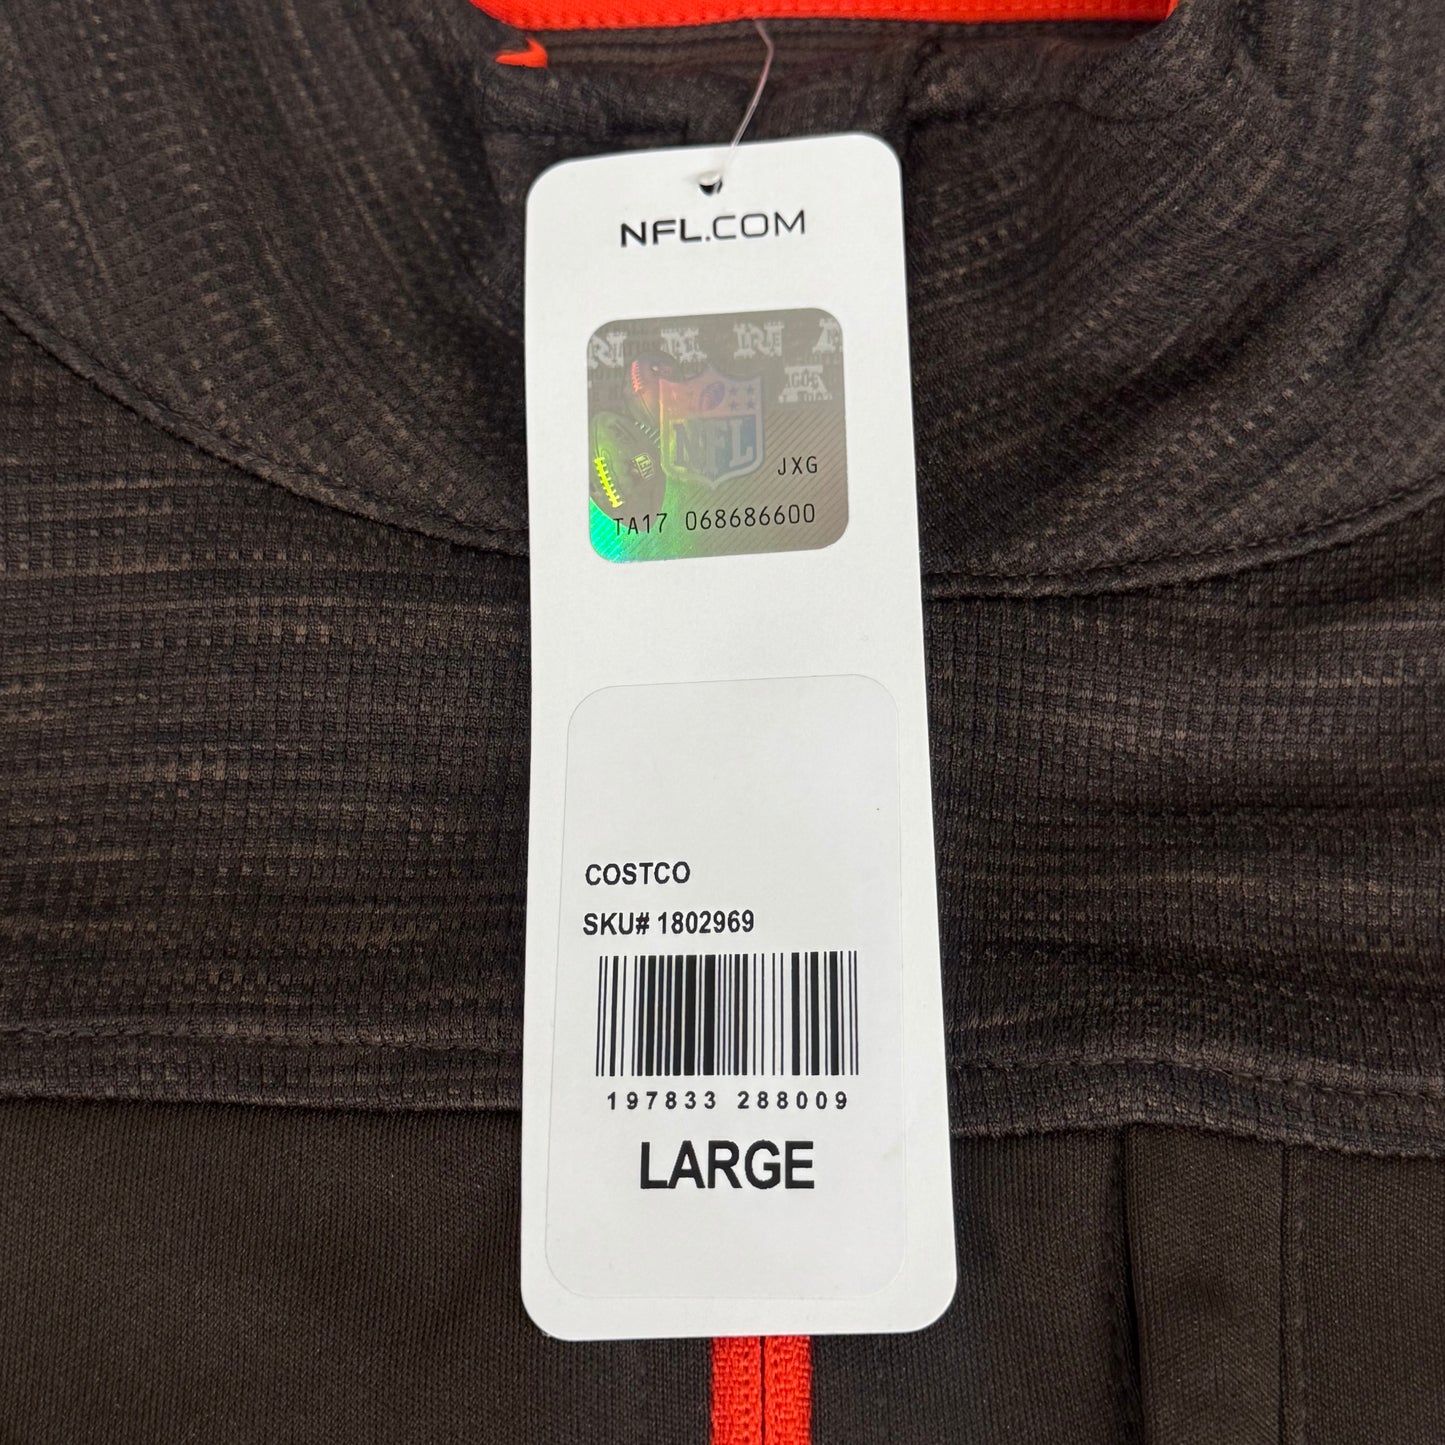 NFL.COM
NFL
JXG
TA17 068686600
COSTCO
SKU# 1802969
197833 288009
LARGE